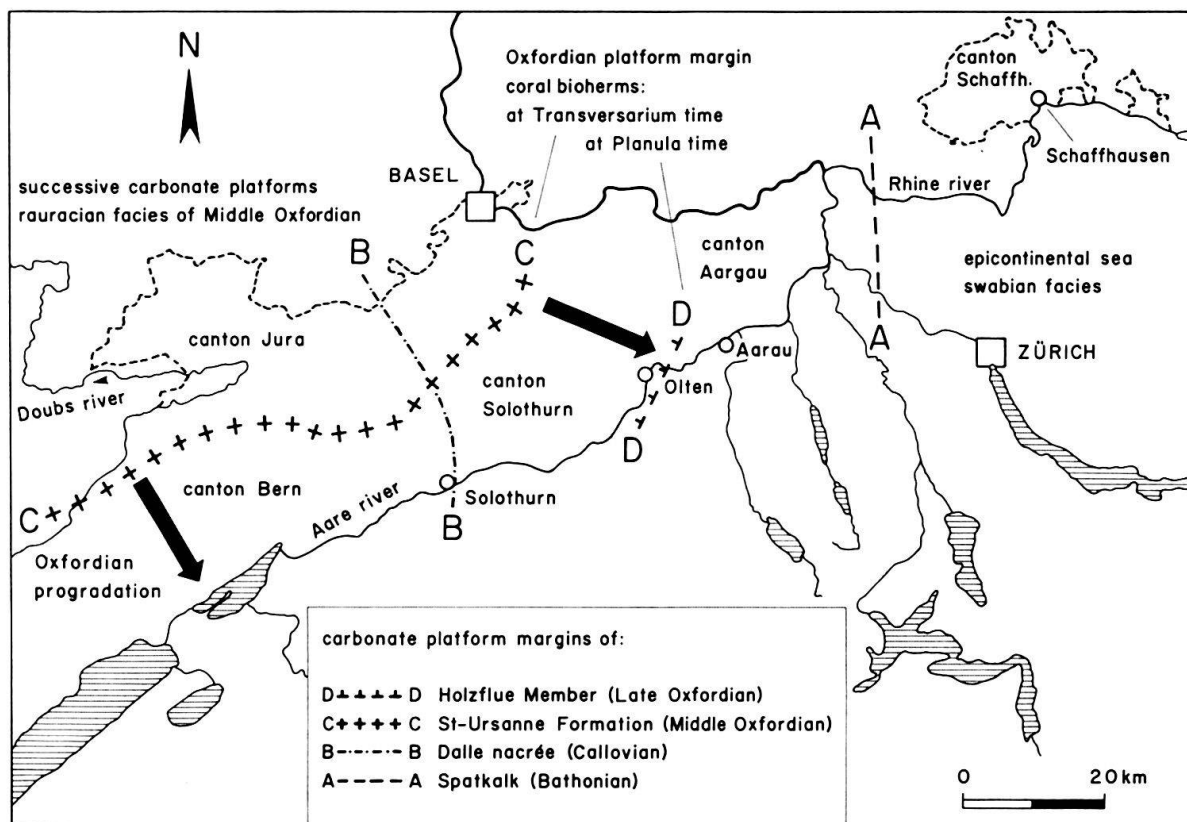 N
Oxfordian platform margin
coral bioherms:
at Transversarium time
at Planula time
canton
Schaffh.
Schaffhausen
A
Rhine river
BASEL
successive carbonate platforms
rauracian facies of Middle Oxfordian
B
C
canton
Aargau
epicontinental sea
swabian facies
D
A
Aarau
ZÜRICH
canton Jura
Olten
Doubs river
canton
Solothurn
D
canton Bern
Solothurn
C
Aare river
B
Oxfordian
progradation
carbonate platform margins of:
D D Holzflue Member (Late Oxfordian)
C++++C St-Ursanne Formation (Middle Oxfordian)
B–·–·–·–B Dalle nacrée (Callovian)
A––––A Spatkalk (Bathonian)
0 20km